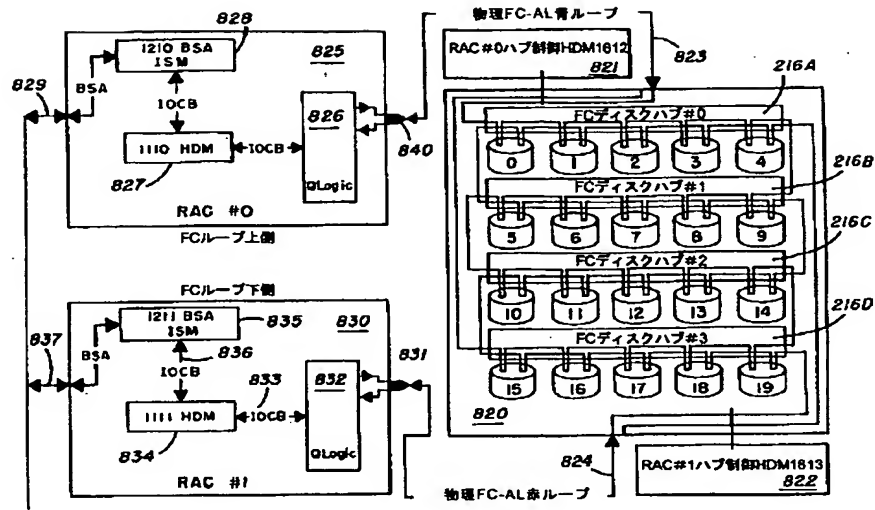 物理FC-AL青ループ
828
1210 BSA
ISM
825
RAC#0ハブ制御HDM1612
821
823
829
BSA
IOCB
826
QLogic
840
1110 HDM
IOCB
827
RAC #0
FCループ上側
216A
FCディスクハブ#0
0 1 2 3 4
216B
FCディスクハブ#1
5 6 7 8 9
216C
FCディスクハブ#2
10 11 12 13 14
216D
FCディスクハブ#3
15 16 17 18 19
820
FCループ下側
1211 BSA
ISM
835
830
837
BSA
836
IOCB
833
IOCB
832
QLogic
831
1111 HDM
834
RAC #1
824
RAC#1ハブ制御HDM1613
822
物理FC-AL赤ループ